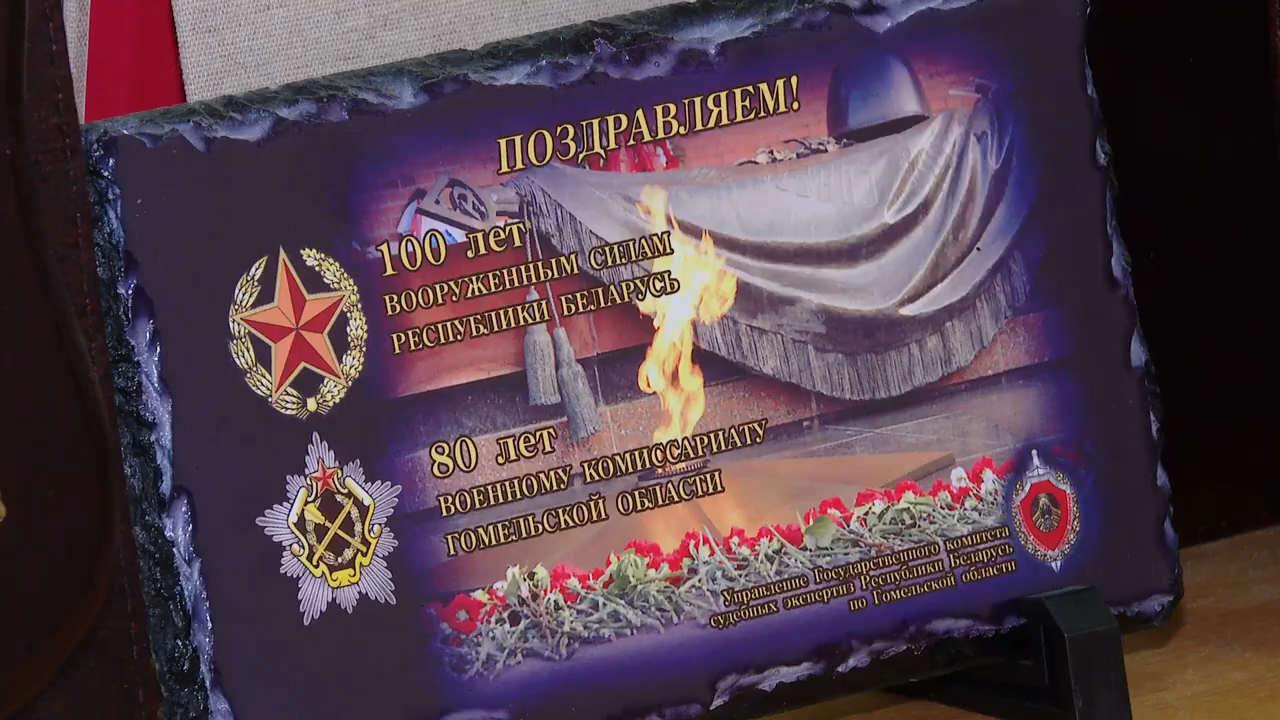 ПОЗДРАВЛЯЕМ!
100 лет
ВООРУЖЕННЫМ СИЛАМ
РЕСПУБЛИКИ БЕЛАРУСЬ
80 лет
ВОЕННОМУ КОМИССАРИАТУ
ГОМЕЛЬСКОЙ ОБЛАСТИ
Управление Государственного комитета
судебных экспертиз Республики Беларусь
по Гомельской области